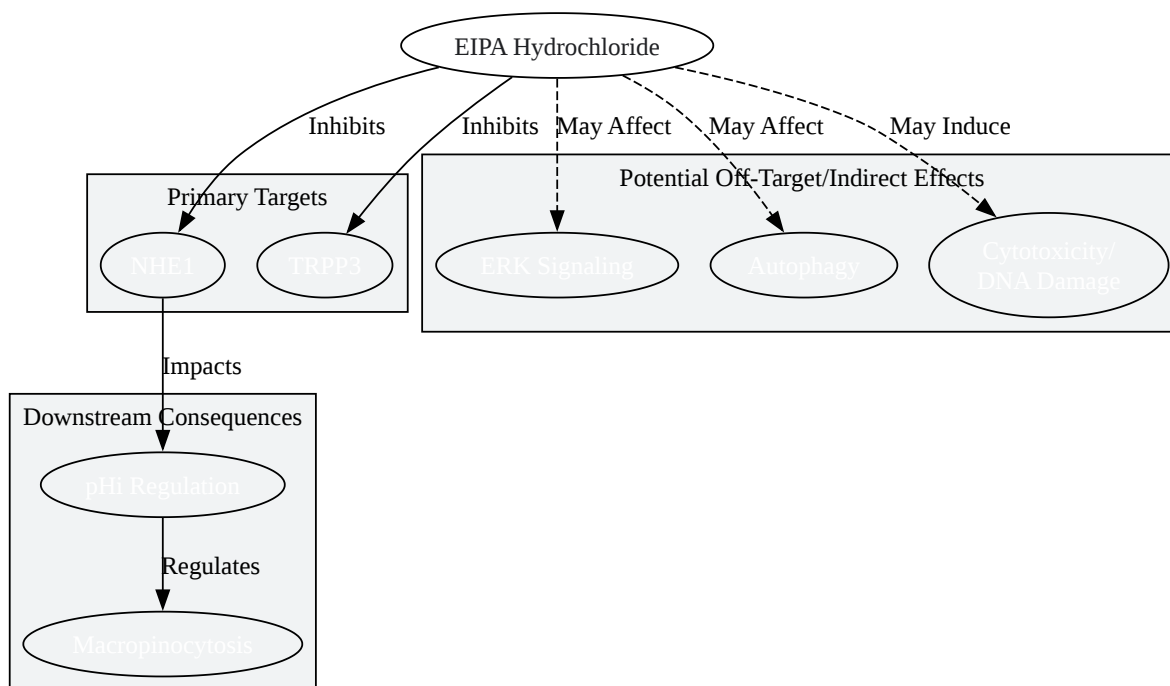 EIPA Hydrochloride
Inhibits
Inhibits
May Affect
May Affect
May Induce
Primary Targets
Potential Off-Target/Indirect Effects
NHE1
TRPP3
ERK Signaling
Autophagy
Cytotoxicity/
DNA Damage
Impacts
Downstream Consequences
pHi Regulation
Regulates
Macropinocytosis